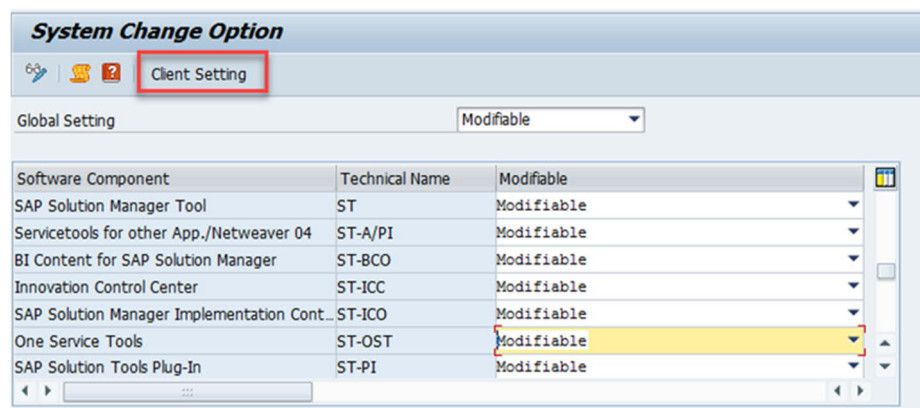 System Change Option
Client Setting
Global Setting Modifiable
Software Component Technical Name Modifiable
SAP Solution Manager Tool ST Modifiable
Servicetools for other App./Netweaver 04 ST-A/PI Modifiable
BI Content for SAP Solution Manager ST-BCO Modifiable
Innovation Control Center ST-ICC Modifiable
SAP Solution Manager Implementation Cont... ST-ICO Modifiable
One Service Tools ST-OST Modifiable
SAP Solution Tools Plug-In ST-PI Modifiable